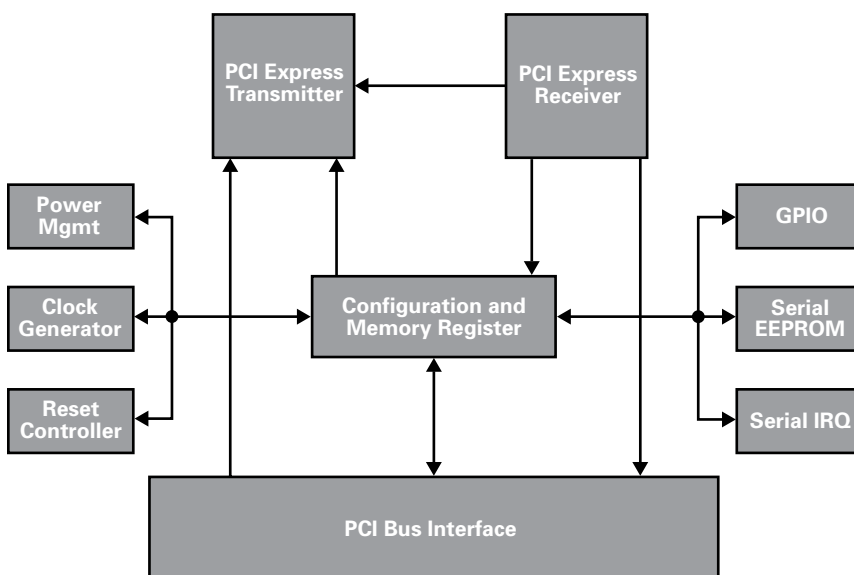 PCI Express
Transmitter
PCI Express
Receiver
Power
Mgmt
GPIO
Clock
Generator
Configuration and
Memory Register
Serial
EEPROM
Reset
Controller
Serial IRQ
PCI Bus Interface